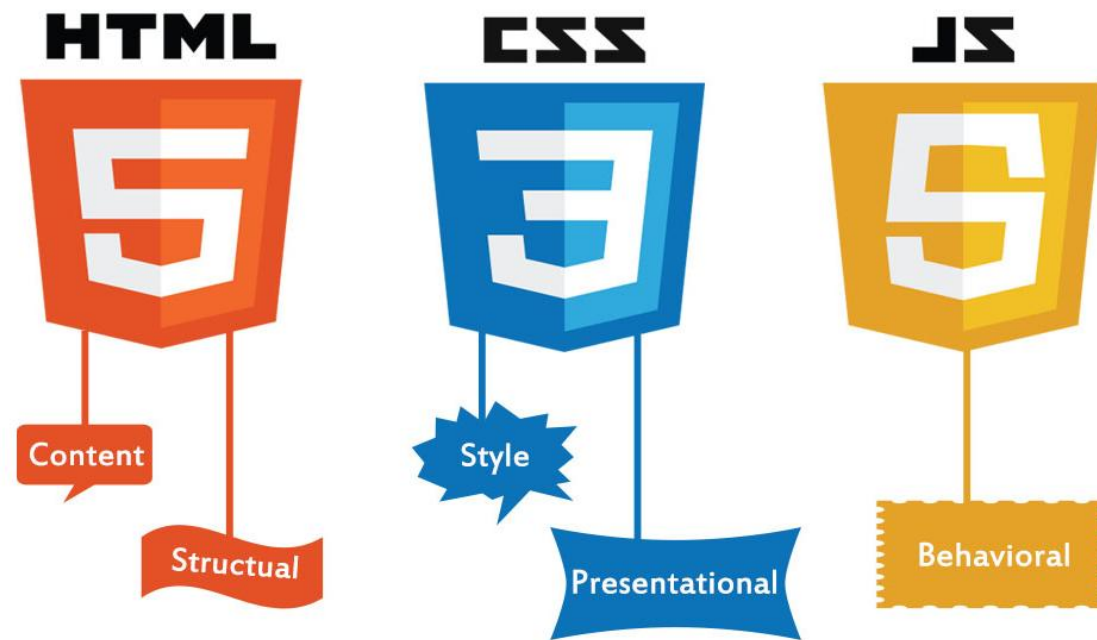 HTML
CSS
JS
5
3
5
Content
Style
Structual
Presentational
Behavioral